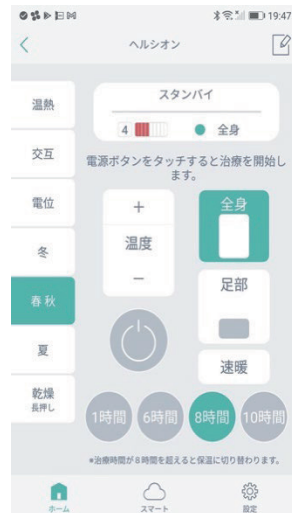 19:47
ヘルシオン
温熱
交互
電位
冬
春秋
夏
乾燥
長押し
スタンバイ
4
全身
電源ボタンをタッチすると治療を開始し
ます。
+
温度
−
全身
足部
速暖
1時間
6時間
8時間
10時間
*治療時間が8時間を超えると保温に切り替わります。
ホーム
スマート
設定